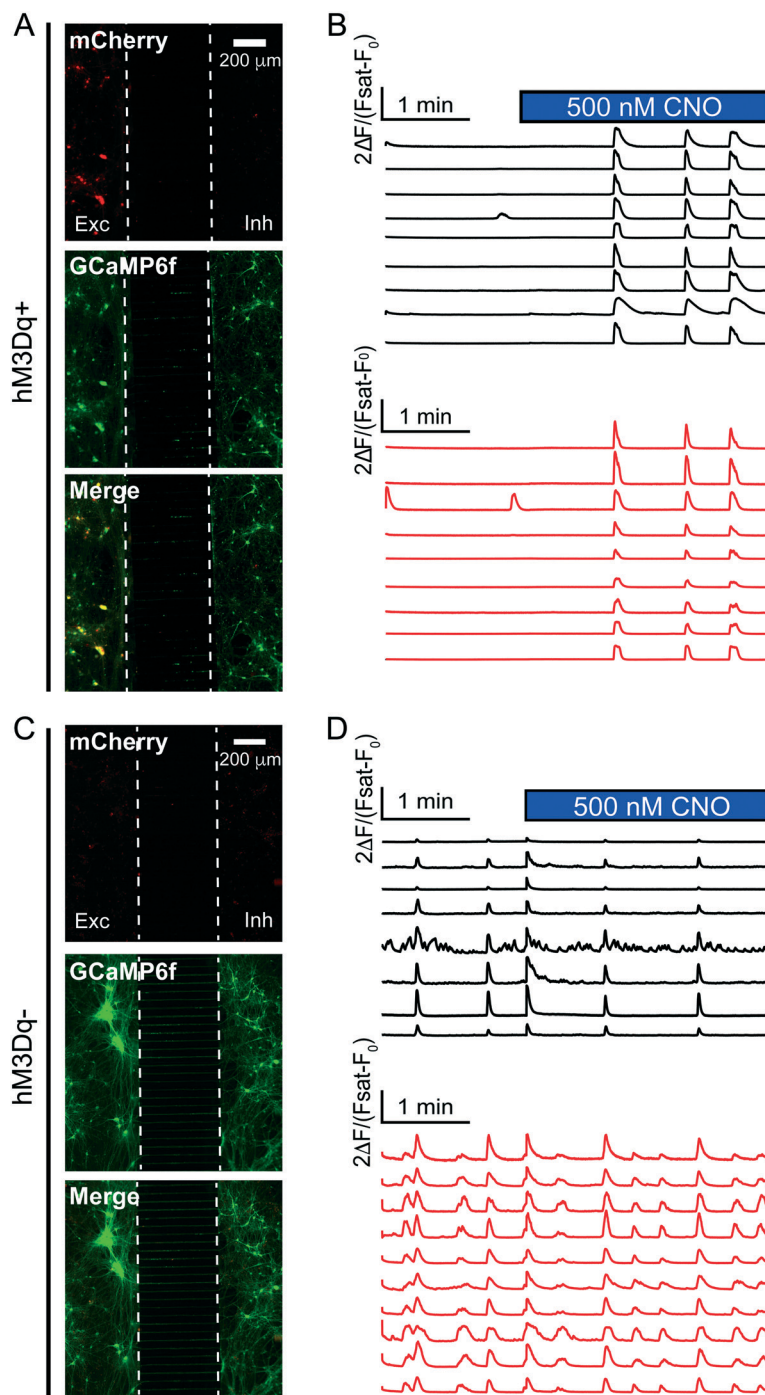 A
mCherry
200 μm
Exc
Inh
GCaMP6f
Merge
hM3Dq+
B
2ΔF/(Fsat-F0)
1 min
500 nM CNO
2ΔF/(Fsat-F0)
1 min
C
mCherry
200 μm
Exc
Inh
GCaMP6f
Merge
hM3Dq-
D
2ΔF/(Fsat-F0)
1 min
500 nM CNO
2ΔF/(Fsat-F0)
1 min